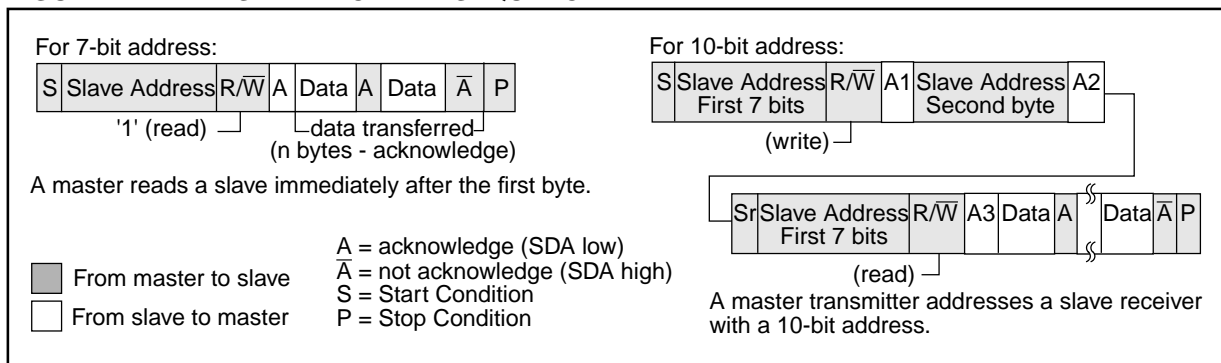 For 7-bit address:
S Slave Address R/W̅ A Data A Data A̅ P
'1' (read)
data transferred
(n bytes - acknowledge)
A master reads a slave immediately after the first byte.
From master to slave
From slave to master
A = acknowledge (SDA low)
A̅ = not acknowledge (SDA high)
S = Start Condition
P = Stop Condition
For 10-bit address:
S Slave Address First 7 bits R/W̅ A1 Slave Address Second byte A2
(write)
Sr Slave Address First 7 bits R/W̅ A3 Data A Data A̅ P
(read)
A master transmitter addresses a slave receiver
with a 10-bit address.